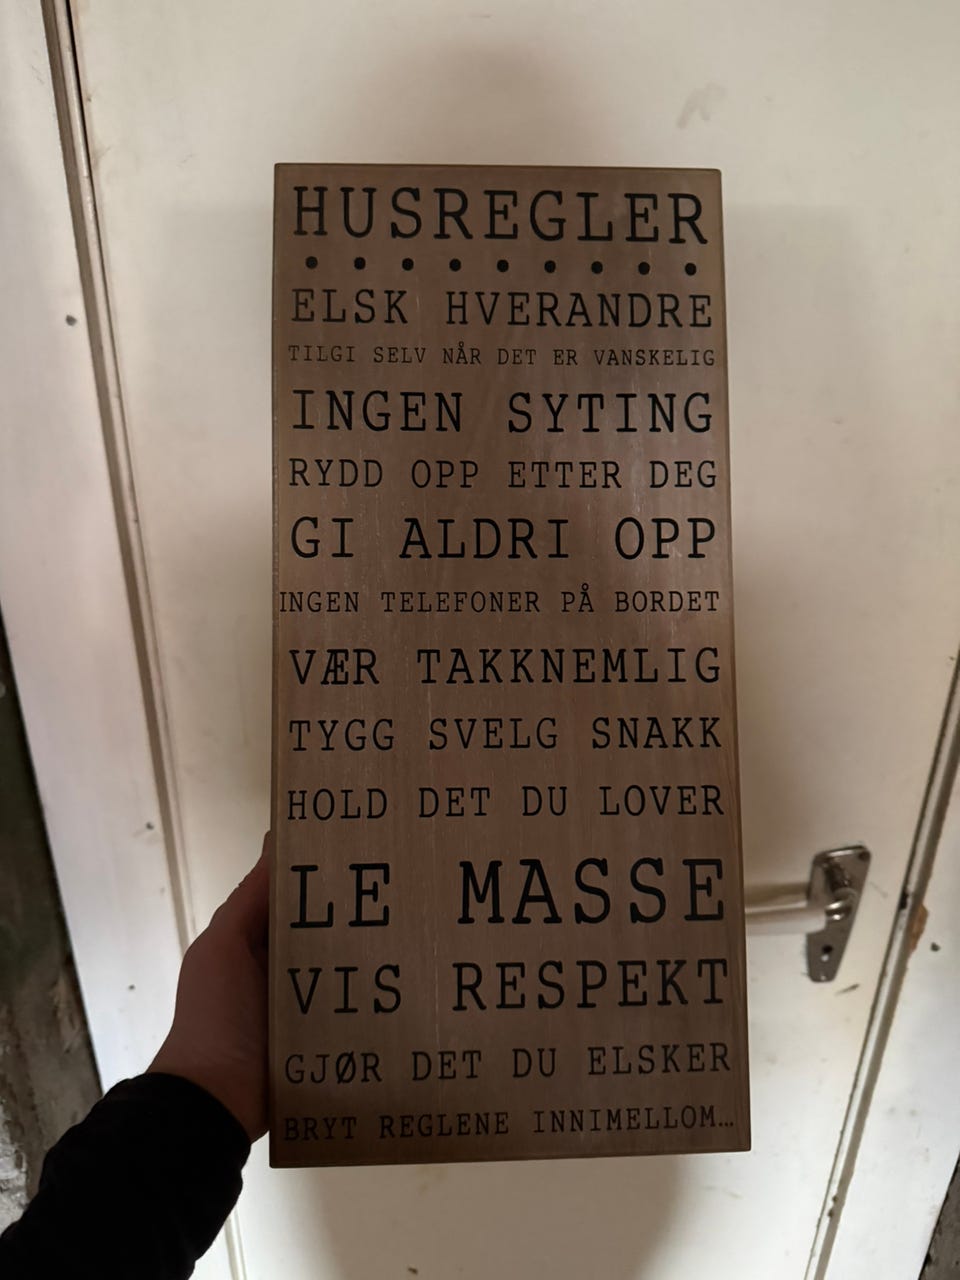 HUSREGLER
• • • • • • • • •
ELSK HVERANDRE
TILGI SELV NÅR DET ER VANSKELIG
INGEN SYTING
RYDD OPP ETTER DEG
GI ALDRI OPP
INGEN TELEFONER PÅ BORDET
VÆR TAKKNEMLIG
TYGG SVELG SNAKK
HOLD DET DU LOVER
LE MASSE
VIS RESPEKT
GJØR DET DU ELSKER
BRYT REGLENE INNIMELLOM…